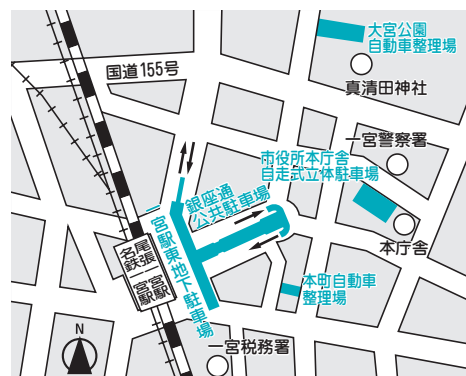 大宮公園
自動車整理場
国道155号
真清田神社
一宮警察署
市役所本庁舎
自走式立体駐車場
銀座通
公共駐車場
一宮駅東地下駐車場
名鉄一宮駅
尾張一宮駅
本庁舎
本町自動車
整理場
一宮税務署
N